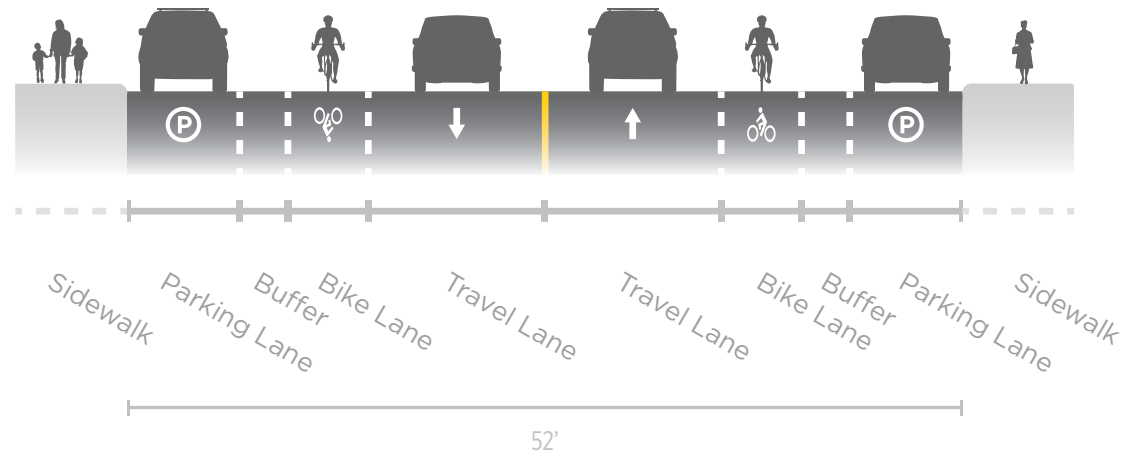 P
P
Sidewalk
Parking Lane
Buffer
Bike Lane
Travel Lane
Travel Lane
Bike Lane
Buffer
Parking Lane
Sidewalk
52’